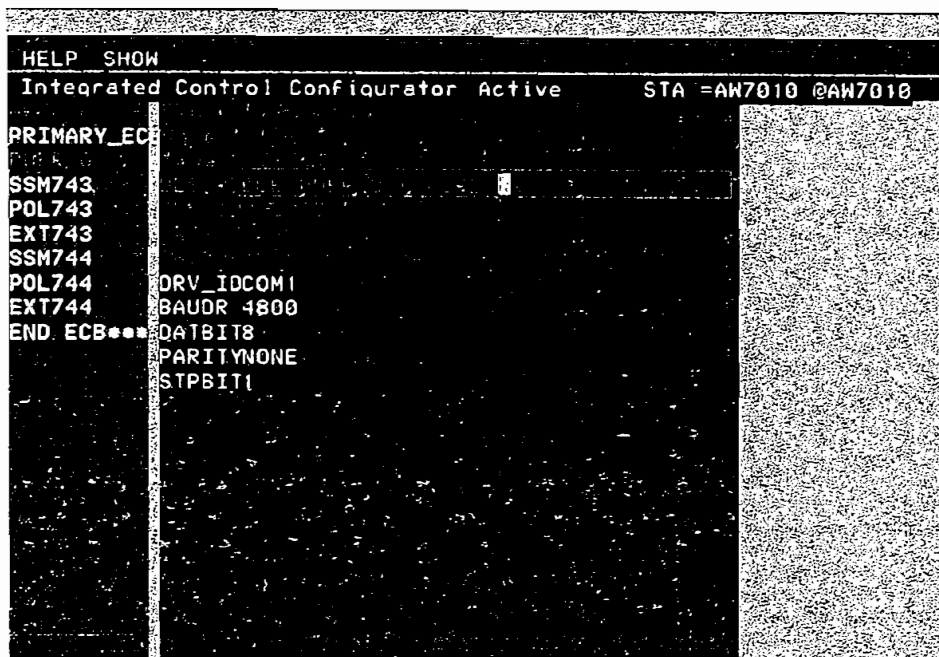 HELP SHOW
Integrated Control Configurator Active STA =AW7010 @AW7010
PRIMARY_EC
SSM743
POL743
EXT743
SSM744
POL744 DRV_IDCOM1
EXT744 BAUDR 4800
END ECB*** DATBIT8
PARITYNONE
STPBIT1